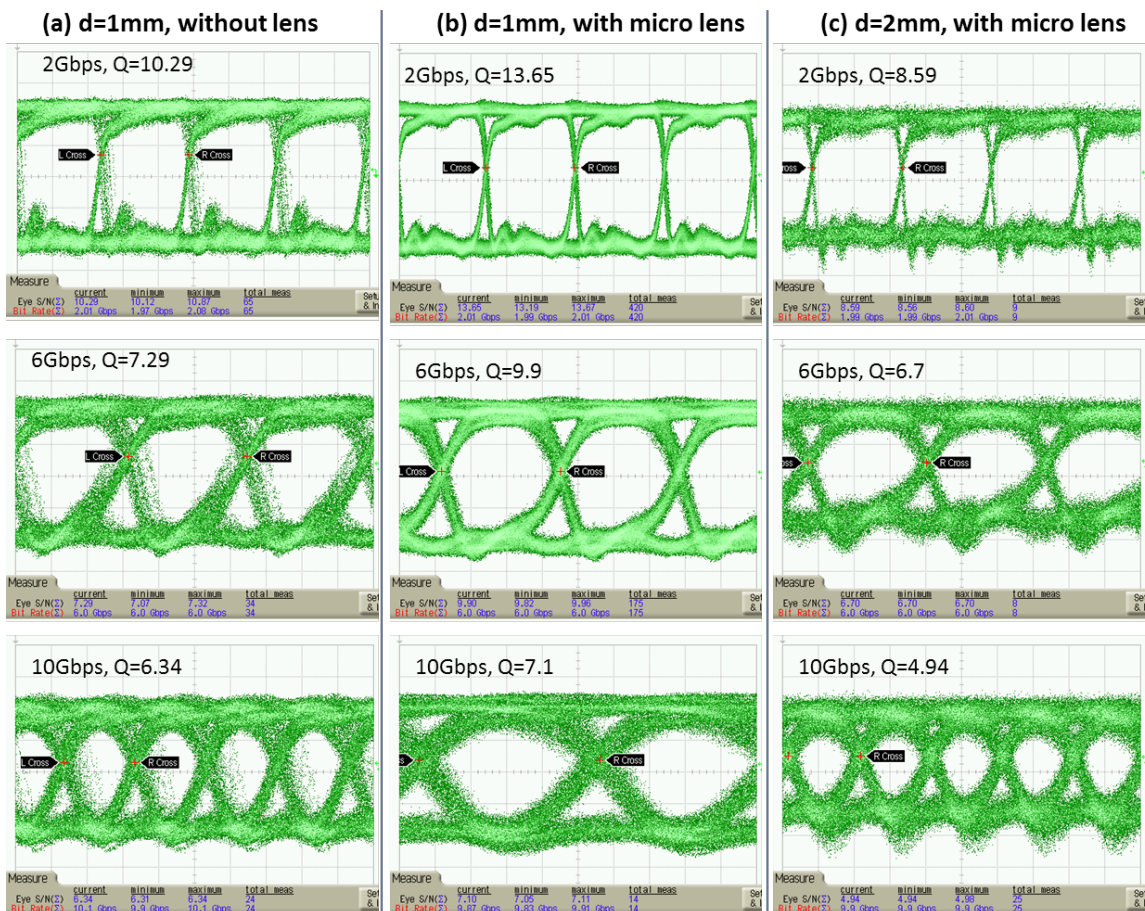 (a) d=1mm, without lens
(b) d=1mm, with micro lens
(c) d=2mm, with micro lens
2Gbps, Q=10.29
L Cross
R Cross
Measure
current minimum maximum total meas
Eye S/N(Σ) 10.29 10.12 10.87 65
Bit Rate(Σ) 2.01 Gbps 1.97 Gbps 2.08 Gbps 65
2Gbps, Q=13.65
L Cross
R Cross
Measure
current minimum maximum total meas
Eye S/N(Σ) 13.65 13.19 13.67 420
Bit Rate(Σ) 2.01 Gbps 1.99 Gbps 2.01 Gbps 420
2Gbps, Q=8.59
R Cross
Measure
current minimum maximum total meas
Eye S/N(Σ) 8.59 8.56 8.60 9
Bit Rate(Σ) 1.99 Gbps 1.99 Gbps 2.01 Gbps 9
6Gbps, Q=7.29
L Cross
R Cross
Measure
current minimum maximum total meas
Eye S/N(Σ) 7.29 7.07 7.32 34
Bit Rate(Σ) 6.0 Gbps 6.0 Gbps 6.0 Gbps 34
6Gbps, Q=9.9
R Cross
Measure
current minimum maximum total meas
Eye S/N(Σ) 9.90 9.82 9.96 175
Bit Rate(Σ) 6.0 Gbps 6.0 Gbps 6.0 Gbps 175
6Gbps, Q=6.7
R Cross
Measure
current minimum maximum total meas
Eye S/N(Σ) 6.70 6.70 6.70 8
Bit Rate(Σ) 6.0 Gbps 6.0 Gbps 6.0 Gbps 8
10Gbps, Q=6.34
L Cross
R Cross
Measure
current minimum maximum total meas
Eye S/N(Σ) 6.34 6.31 6.34 24
Bit Rate(Σ) 10.1 Gbps 9.9 Gbps 10.1 Gbps 24
10Gbps, Q=7.1
R Cross
Measure
current minimum maximum total meas
Eye S/N(Σ) 7.10 7.05 7.11 14
Bit Rate(Σ) 9.87 Gbps 9.83 Gbps 9.91 Gbps 14
10Gbps, Q=4.94
R Cross
Measure
current minimum maximum total meas
Eye S/N(Σ) 4.94 4.94 4.98 25
Bit Rate(Σ) 9.9 Gbps 9.9 Gbps 9.9 Gbps 25